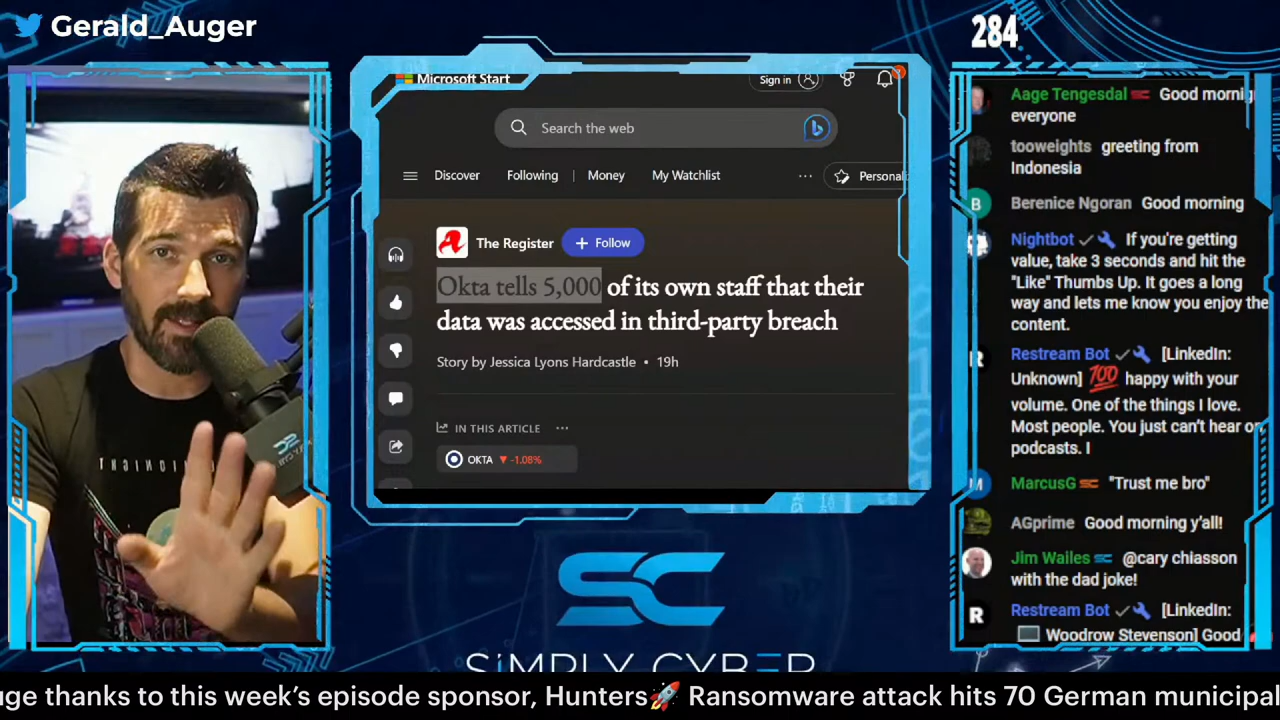 Gerald_Auger
284
Microsoft Start
Sign in
Search the web
Discover
Following
Money
My Watchlist
Personal
The Register
+ Follow
Okta tells 5,000 of its own staff that their
data was accessed in third-party breach
Story by Jessica Lyons Hardcastle • 19h
IN THIS ARTICLE
OKTA ▼ -1.08%
Aage Tengesdal Good mornig
everyone
tooweights greeting from
Indonesia
B
Berenice Ngoran Good morning
Nightbot If you're getting
value, take 3 seconds and hit the
"Like" Thumbs Up. It goes a long
way and lets me know you enjoy the
content.
R
Restream Bot [LinkedIn:
Unknown] 💯 happy with your
volume. One of the things I love.
Most people. You just can't hear on
podcasts. I
M
MarcusG "Trust me bro"
AGprime Good morning y'all!
Jim Wailes @cary chiasson
with the dad joke!
R
Restream Bot [LinkedIn:
Woodrow Stevenson] Good
SC
SiMPLY CYBER
uge thanks to this week's episode sponsor, Hunters🚀 Ransomware attack hits 70 German municipal